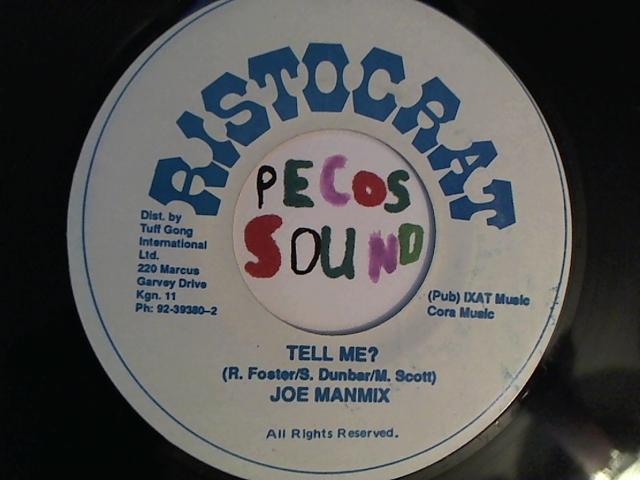 RISTOCRAT
PECOS
SOUND
Dist. by
Tuff Gong
International
Ltd.
220 Marcus
Garvey Drive
Kgn. 11
Ph: 92-39380-2
(Pub) IXAT Music
Cora Music
TELL ME?
(R. Foster/S. Dunbar/M. Scott)
JOE MANMIX
All Rights Reserved.